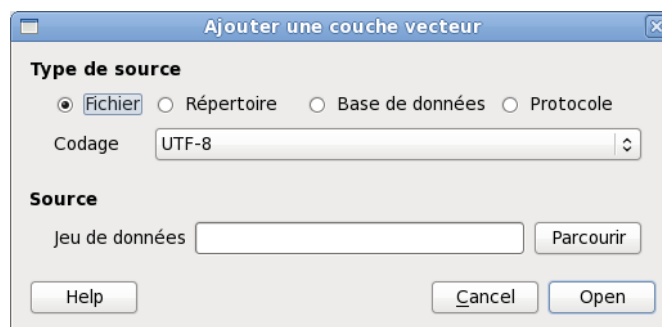 Ajouter une couche vecteur
Type de source
Fichier Répertoire Base de données Protocole
Codage UTF-8
Source
Jeu de données Parcourir
Help Cancel Open